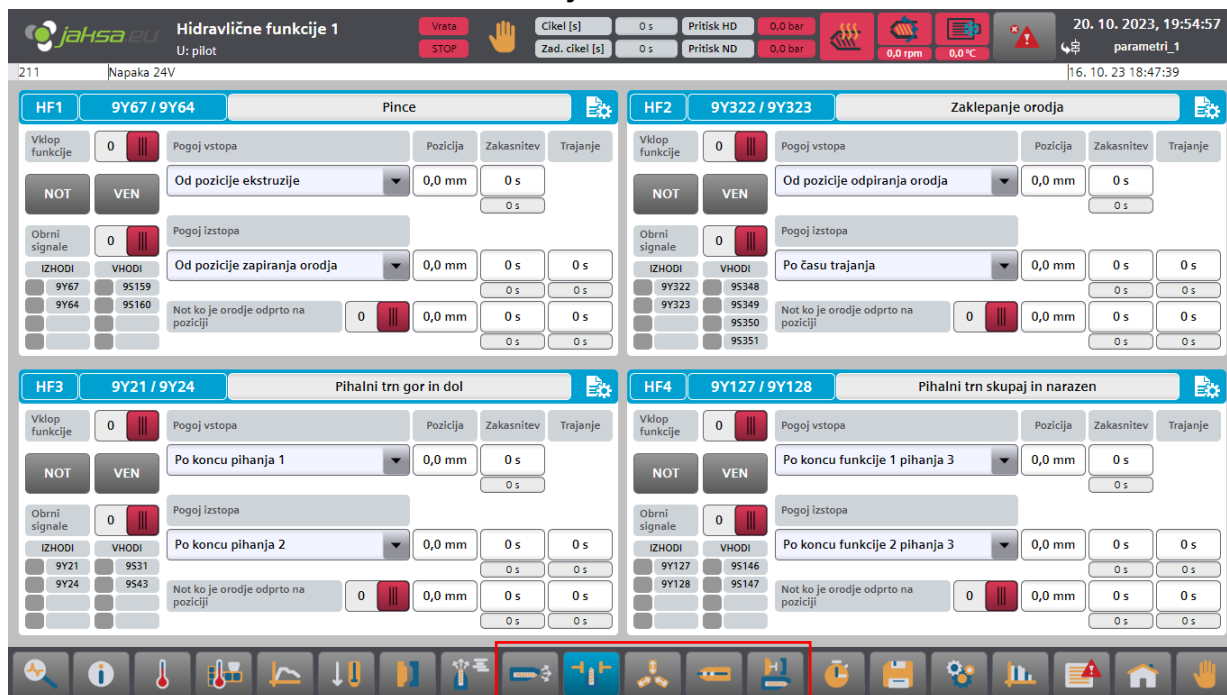 jaksa.eu
Hidravlične funkcije 1
U: pilot
Vrata
STOP
Cikel [s] 0 s Pritisk HD 0,0 bar
Zad. cikel [s] 0 s Pritisk ND 0,0 bar
0,0 rpm 0,0 °C
20. 10. 2023, 19:54:57
parametri_1
211 Napaka 24V 16. 10. 23 18:47:39
HF1 9Y67 / 9Y64 Pince
Vklop funkcije 0 Pogoj vstopa Pozicija Zakasnitev Trajanje
NOT VEN Od pozicije ekstruzije 0,0 mm 0 s
0 s
Obrni signale 0 Pogoj izstopa
IZHODI VHODI Od pozicije zapiranja orodja 0,0 mm 0 s 0 s
9Y67 9S159 0 s 0 s
9Y64 9S160 Not ko je orodje odprto na poziciji 0 0,0 mm 0 s 0 s
0 s 0 s
HF2 9Y322 / 9Y323 Zaklepanje orodja
Vklop funkcije 0 Pogoj vstopa Pozicija Zakasnitev Trajanje
NOT VEN Od pozicije odpiranja orodja 0,0 mm 0 s
0 s
Obrni signale 0 Pogoj izstopa
IZHODI VHODI Po času trajanja 0,0 mm 0 s 0 s
9Y322 9S348 0 s 0 s
9Y323 9S349 Not ko je orodje odprto na poziciji 0 0,0 mm 0 s 0 s
9S350
9S351 0 s 0 s
HF3 9Y21 / 9Y24 Pihalni trn gor in dol
Vklop funkcije 0 Pogoj vstopa Pozicija Zakasnitev Trajanje
NOT VEN Po koncu pihanja 1 0,0 mm 0 s
0 s
Obrni signale 0 Pogoj izstopa
IZHODI VHODI Po koncu pihanja 2 0,0 mm 0 s 0 s
9Y21 9S31 0 s 0 s
9Y24 9S43 Not ko je orodje odprto na poziciji 0 0,0 mm 0 s 0 s
0 s 0 s
HF4 9Y127 / 9Y128 Pihalni trn skupaj in narazen
Vklop funkcije 0 Pogoj vstopa Pozicija Zakasnitev Trajanje
NOT VEN Po koncu funkcije 1 pihanja 3 0,0 mm 0 s
0 s
Obrni signale 0 Pogoj izstopa
IZHODI VHODI Po koncu funkcije 2 pihanja 3 0,0 mm 0 s 0 s
9Y127 9S146 0 s 0 s
9Y128 9S147 Not ko je orodje odprto na poziciji 0 0,0 mm 0 s 0 s
0 s 0 s